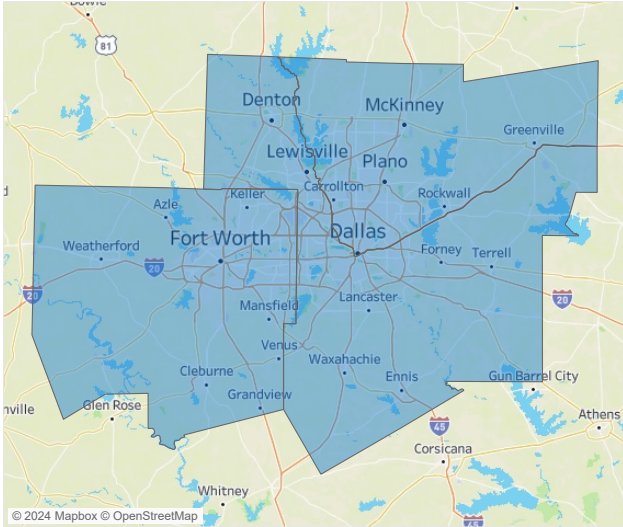 Bowie
81
Denton
McKinney
Greenville
Lewisville
Plano
Carrollton
Keller
Rockwall
Azle
Fort Worth
Dallas
Weatherford
20
Forney
Terrell
20
20
Mansfield
Lancaster
Venus
Waxahachie
Cleburne
Ennis
Gun Barrel City
Grandview
nville
Glen Rose
Athens
45
Corsicana
Whitney
© 2024 Mapbox © OpenStreetMap
45